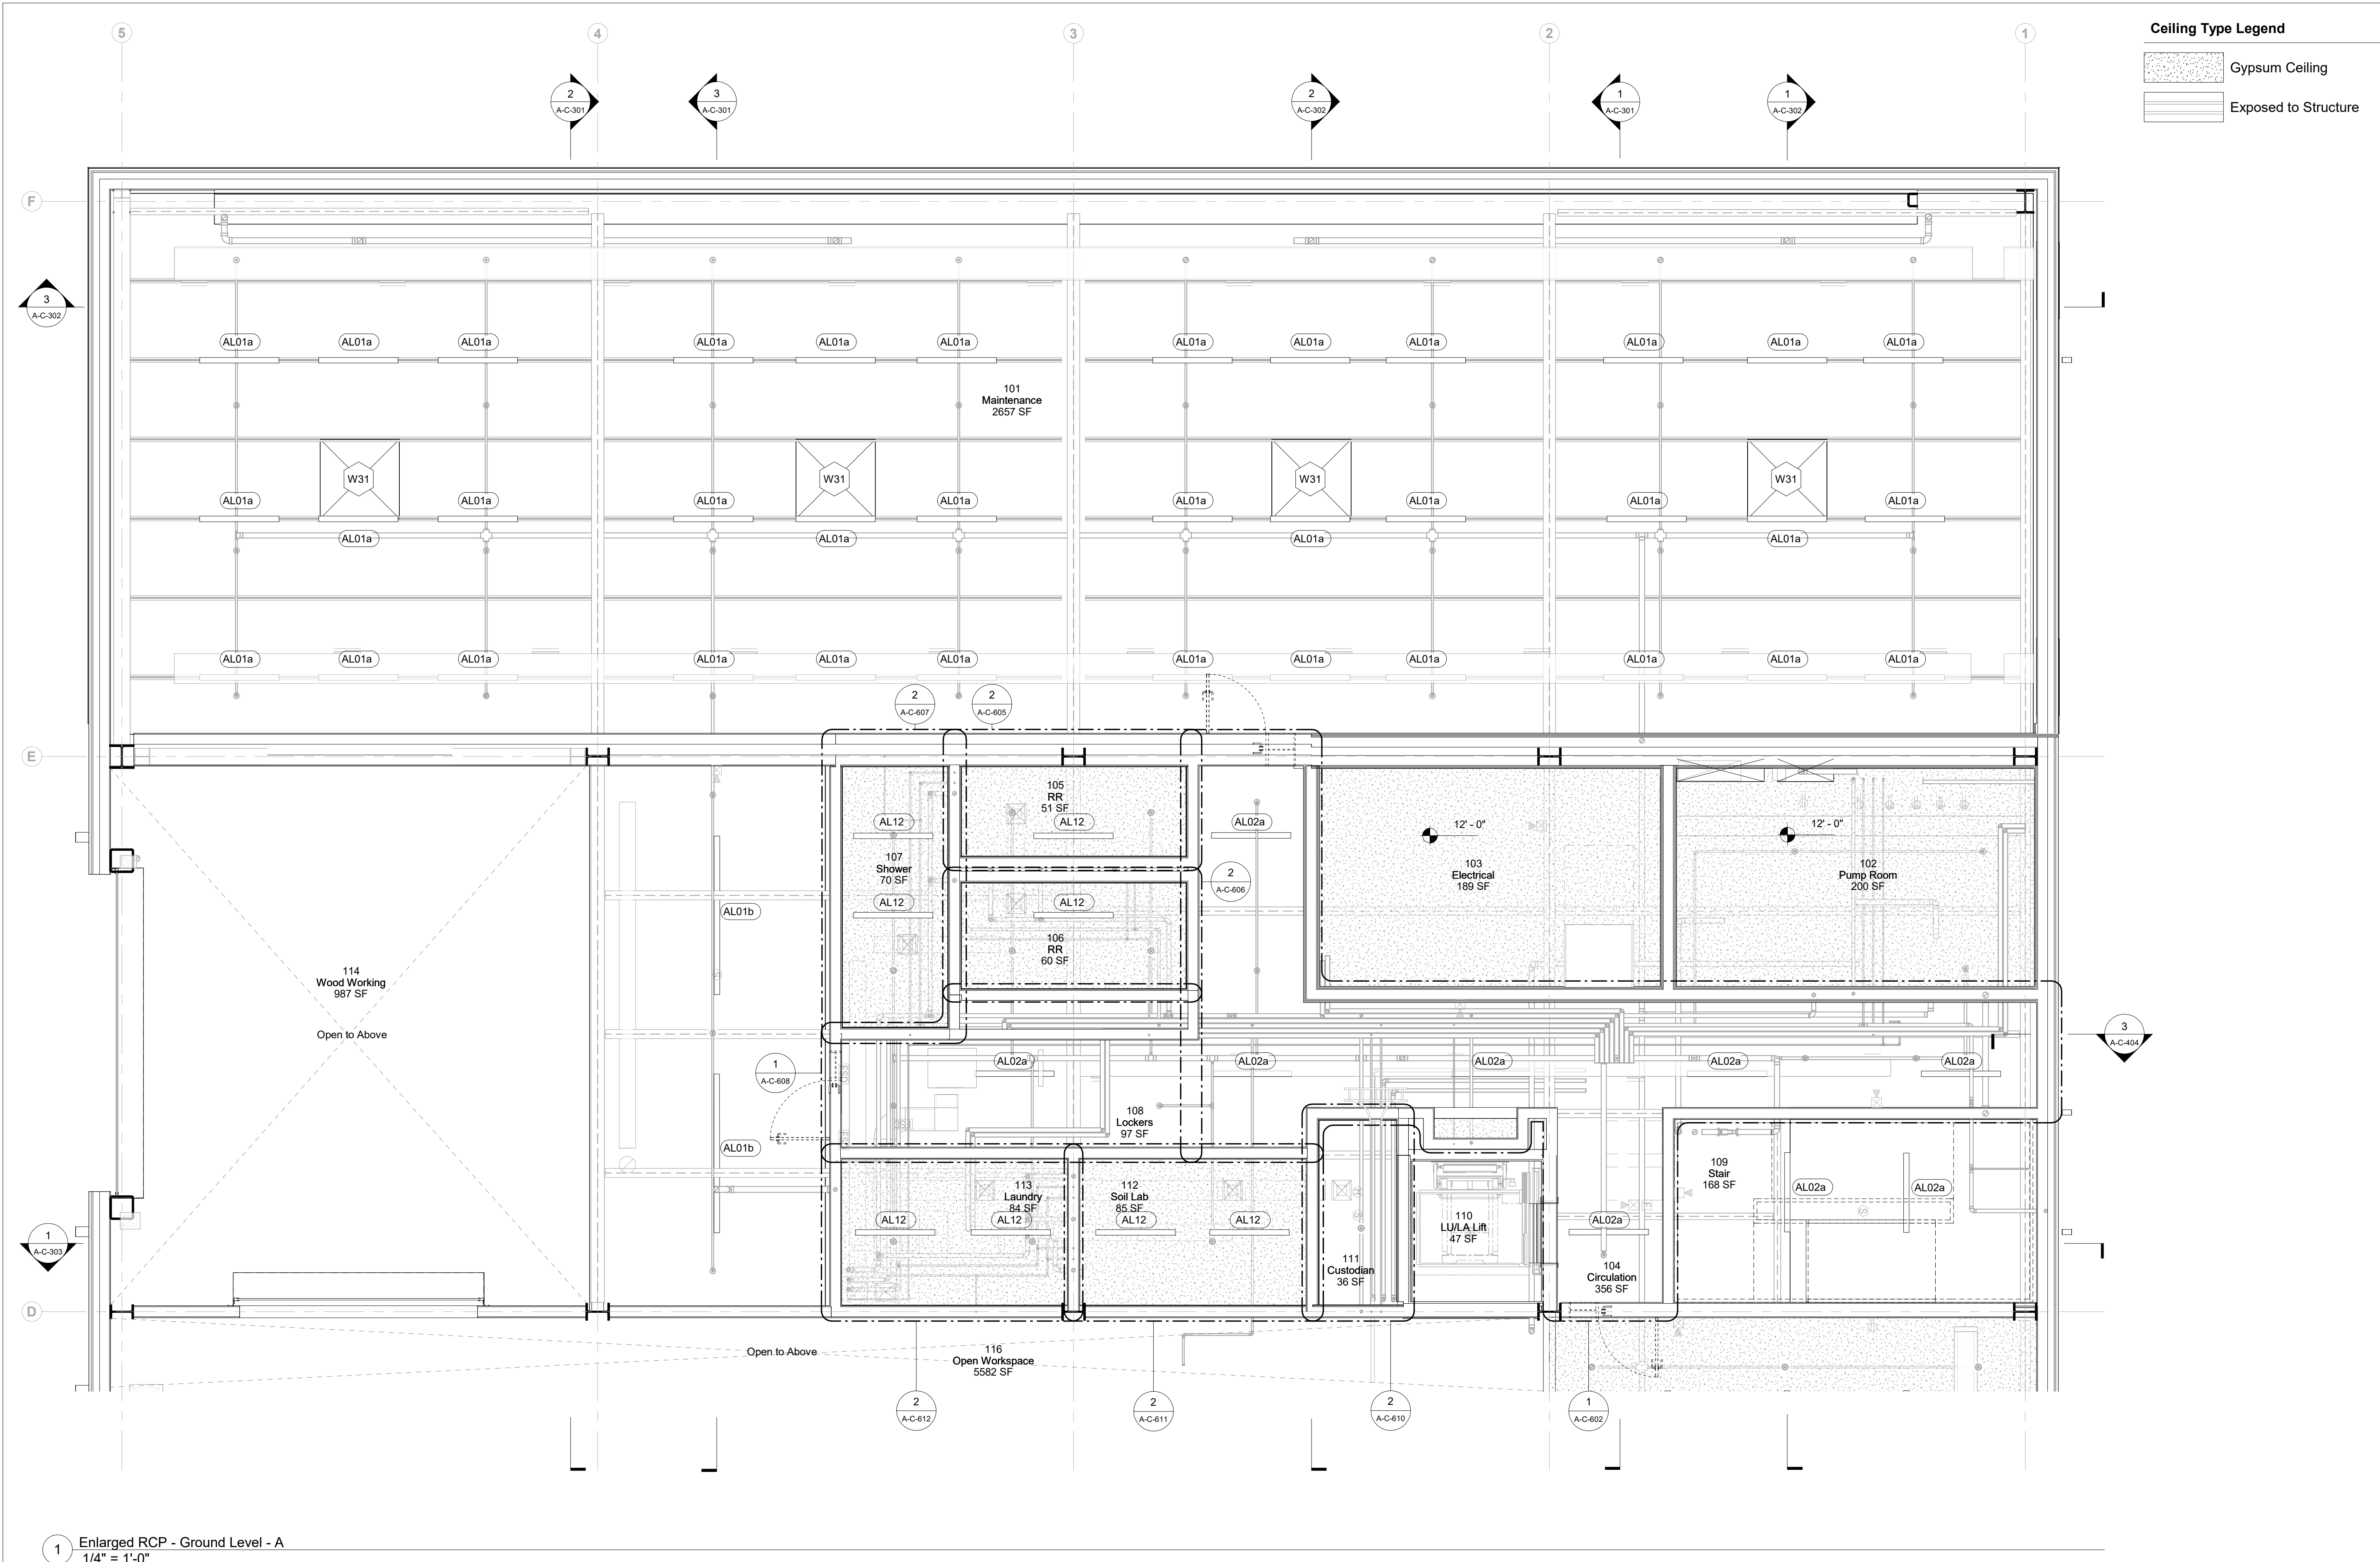 Ceiling Type Legend
Gypsum Ceiling
Exposed to Structure
5
4
3
2
1
2
A-C-301
3
A-C-301
2
A-C-302
1
A-C-301
1
A-C-302
F
3
A-C-302
AL01a AL01a AL01a AL01a AL01a AL01a AL01a AL01a AL01a AL01a AL01a AL01a
101
Maintenance
2657 SF
W31 W31 W31 W31
AL01a AL01a AL01a AL01a AL01a AL01a AL01a AL01a
AL01a AL01a AL01a AL01a
AL01a AL01a AL01a AL01a AL01a AL01a AL01a AL01a AL01a AL01a AL01a AL01a
2
A-C-607
2
A-C-605
E
105
RR
51 SF
AL12
AL12
AL02a
12' - 0"
12' - 0"
107
Shower
70 SF
103
Electrical
189 SF
102
Pump Room
200 SF
2
A-C-606
AL12
AL12
AL01b
106
RR
60 SF
114
Wood Working
987 SF
Open to Above
3
A-C-404
AL02a AL02a AL02a AL02a AL02a
1
A-C-608
108
Lockers
97 SF
AL01b
109
Stair
168 SF
AL02a
AL02a
113
Laundry
84 SF
112
Soil Lab
85 SF
AL12 AL12 AL12 AL12
110
LU/LA Lift
47 SF
AL02a
1
A-C-303
111
Custodian
36 SF
104
Circulation
356 SF
D
Open to Above
116
Open Workspace
5582 SF
2
A-C-612
2
A-C-611
2
A-C-610
1
A-C-602
1
Enlarged RCP - Ground Level - A
1/4" = 1'-0"